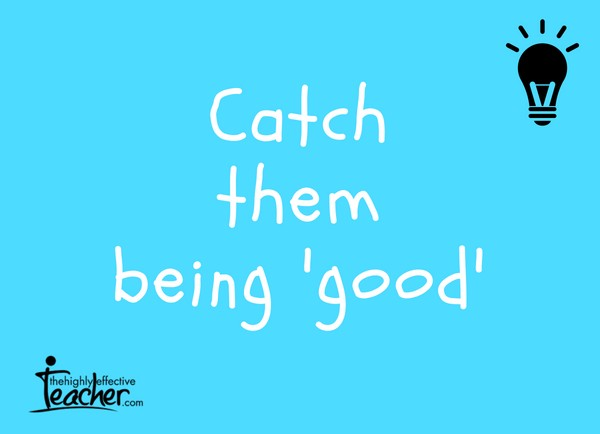 Catch
them
being 'good'
thehighlyeffective
Teacher.com